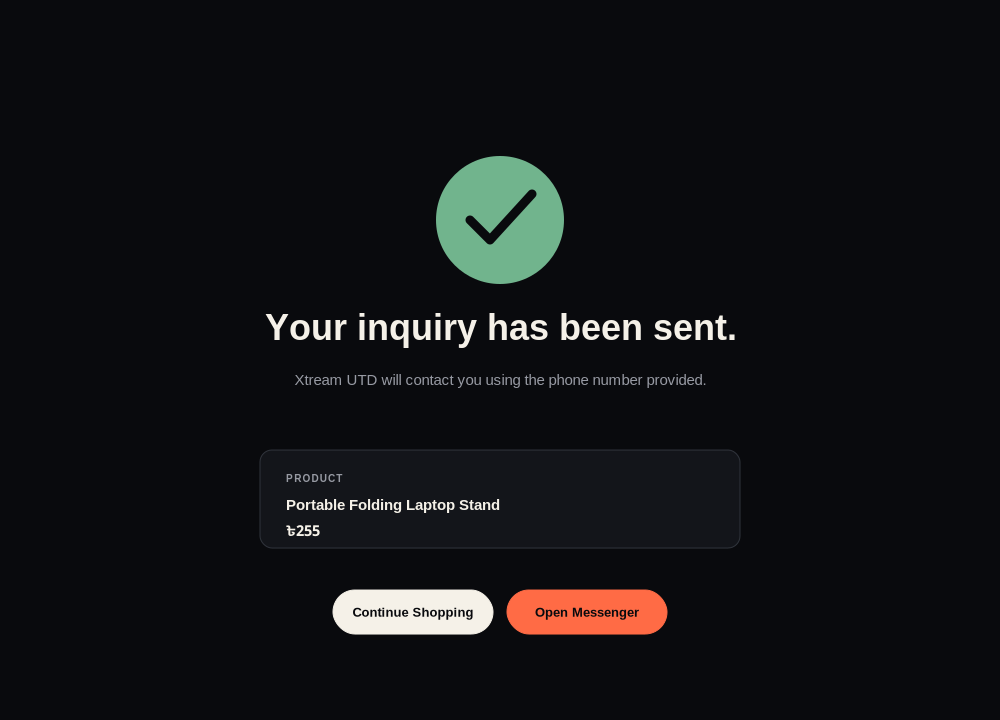 Your inquiry has been sent.
Xtream UTD will contact you using the phone number provided.
PRODUCT
Portable Folding Laptop Stand
৳255
Continue Shopping
Open Messenger